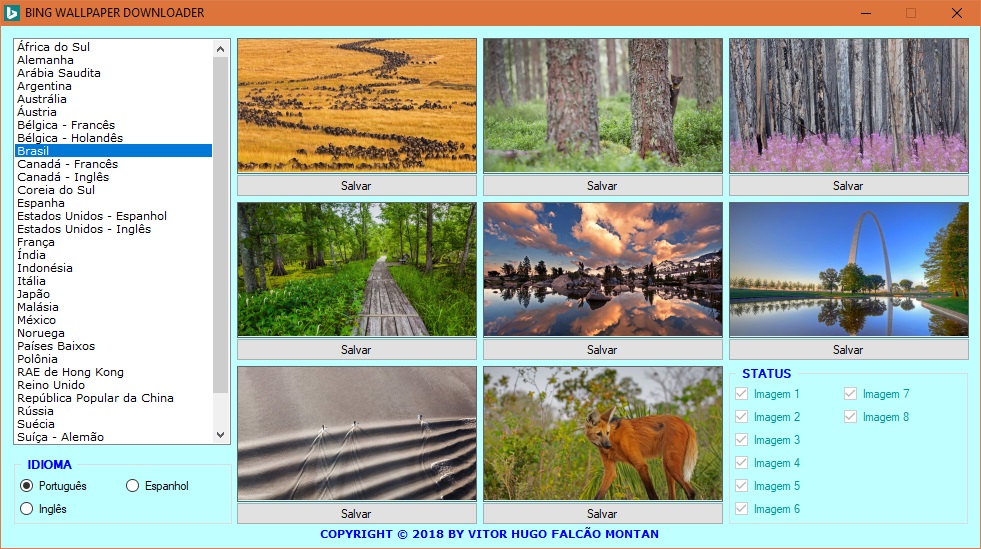 BING WALLPAPER DOWNLOADER
África do Sul
Alemanha
Arábia Saudita
Argentina
Austrália
Áustria
Bélgica - Francês
Bélgica - Holandês
Brasil
Canadá - Francês
Canadá - Inglês
Coreia do Sul
Espanha
Estados Unidos - Espanhol
Estados Unidos - Inglês
França
Índia
Indonésia
Itália
Japão
Malásia
México
Noruega
Países Baixos
Polônia
RAE de Hong Kong
Reino Unido
República Popular da China
Rússia
Suécia
Suíça - Alemão
IDIOMA
Português
Espanhol
Inglês
Salvar
Salvar
Salvar
Salvar
Salvar
Salvar
Salvar
Salvar
STATUS
Imagem 1
Imagem 2
Imagem 3
Imagem 4
Imagem 5
Imagem 6
Imagem 7
Imagem 8
COPYRIGHT © 2018 BY VITOR HUGO FALCÃO MONTAN